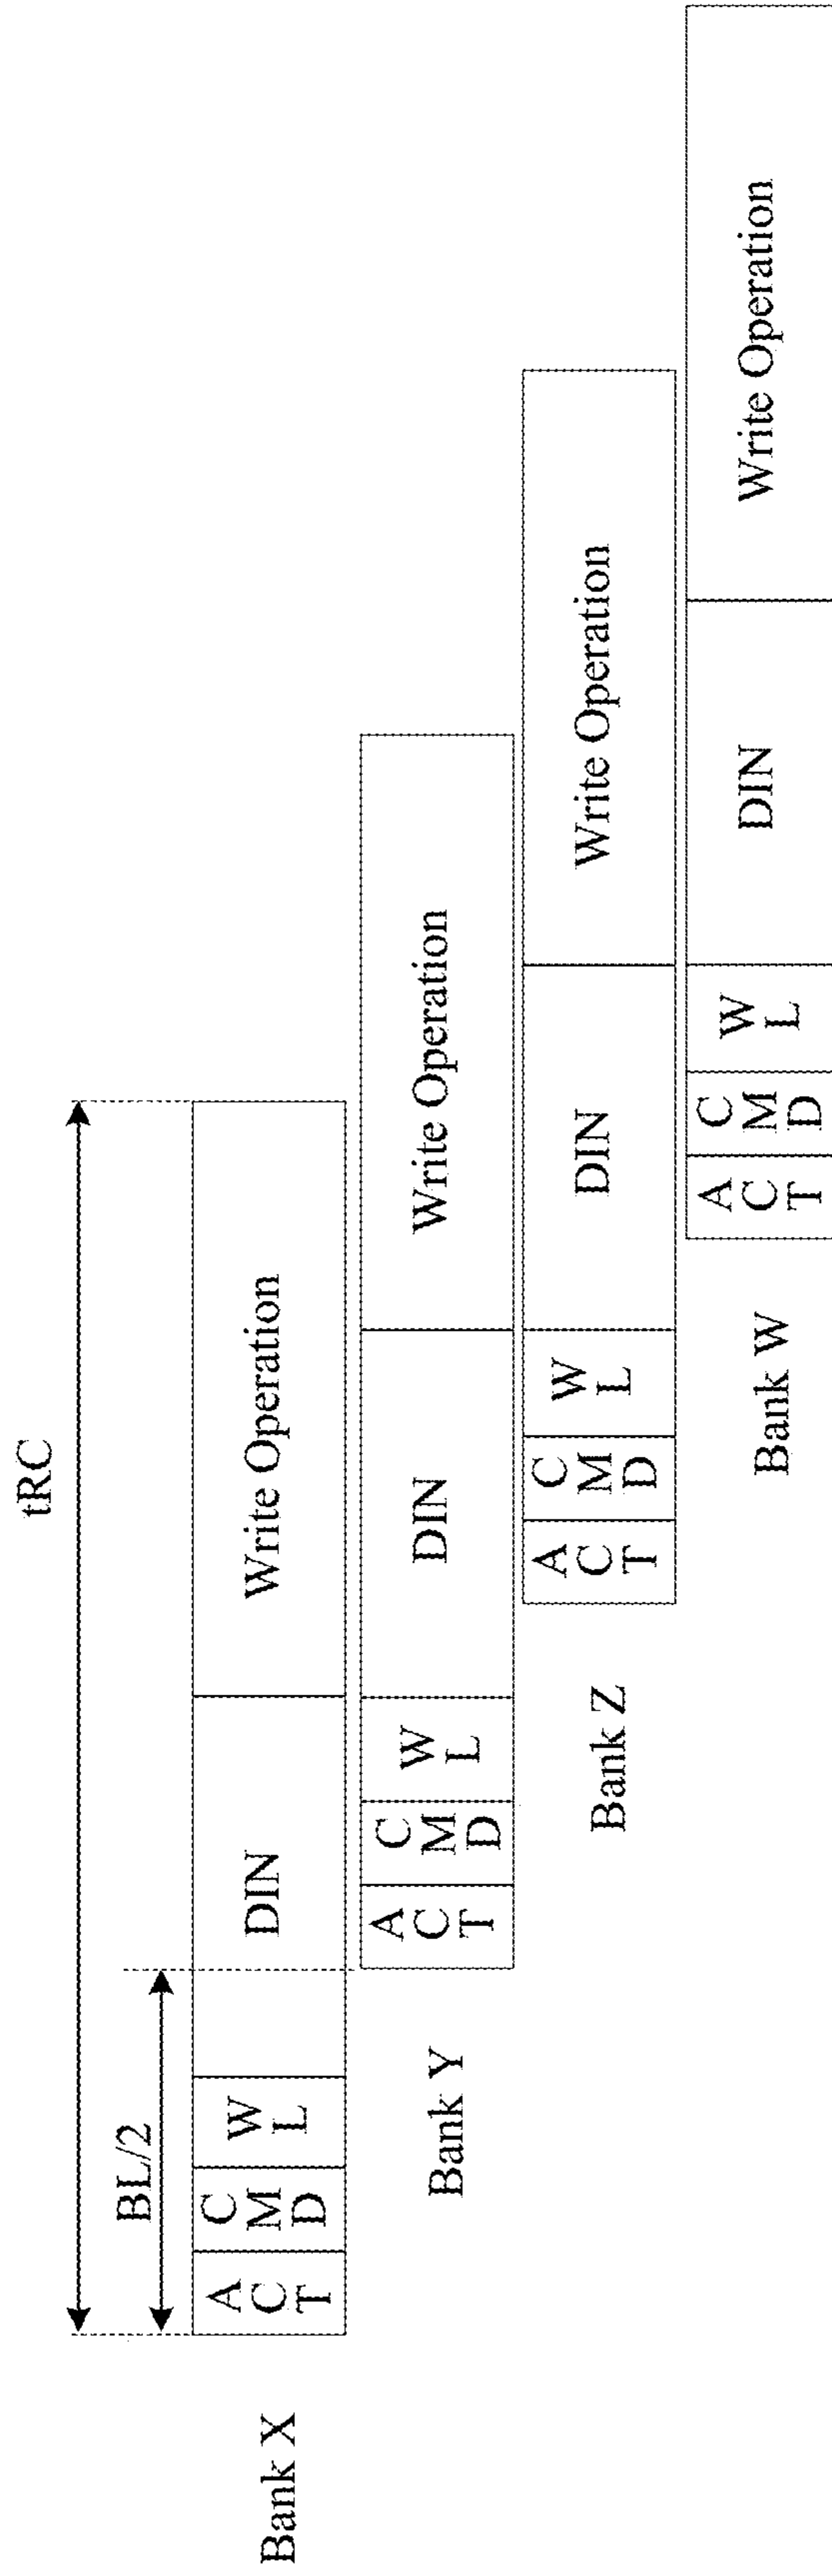 tRC
BL/2
Bank X
A
C
T
C
M
D
W
L
DIN
Write Operation
Bank Y
A
C
T
C
M
D
W
L
DIN
Write Operation
Bank Z
A
C
T
C
M
D
W
L
DIN
Write Operation
Bank W
A
C
T
C
M
D
W
L
DIN
Write Operation